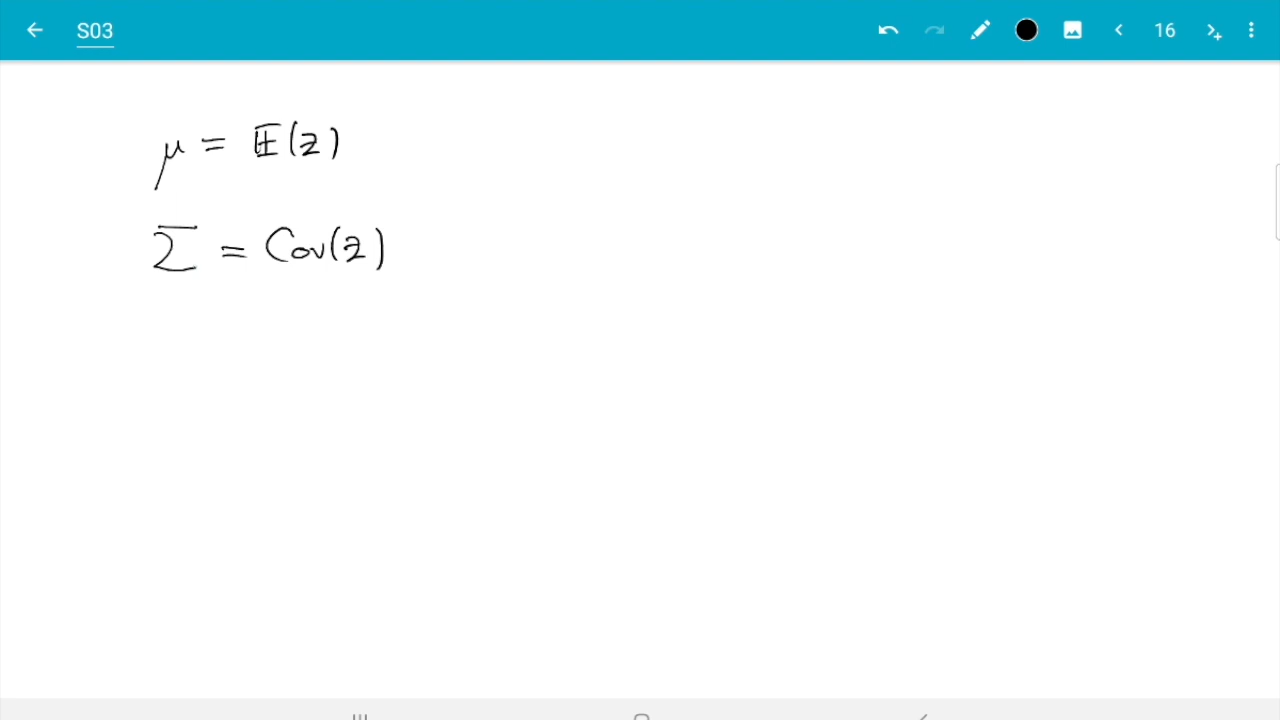 S03
16
μ = 𝔼(z)
Σ = Cov(z)